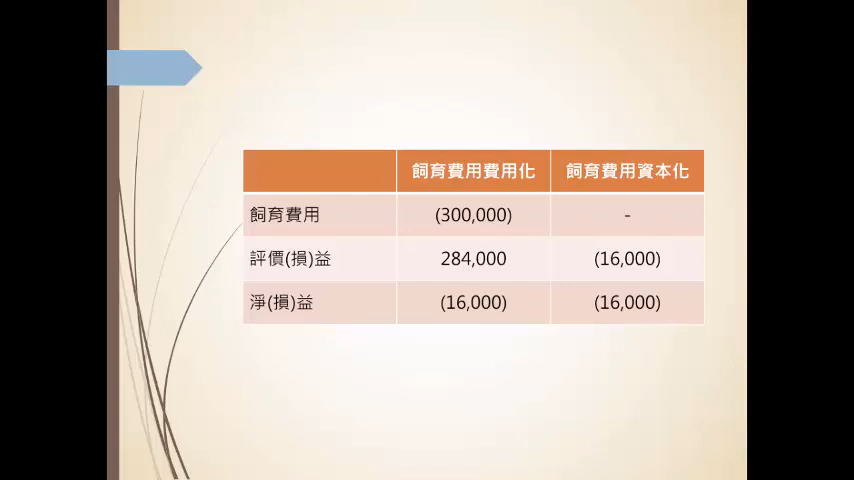 飼育費用費用化 飼育費用資本化
飼育費用 (300,000) -
評價(損)益 284,000 (16,000)
淨(損)益 (16,000) (16,000)